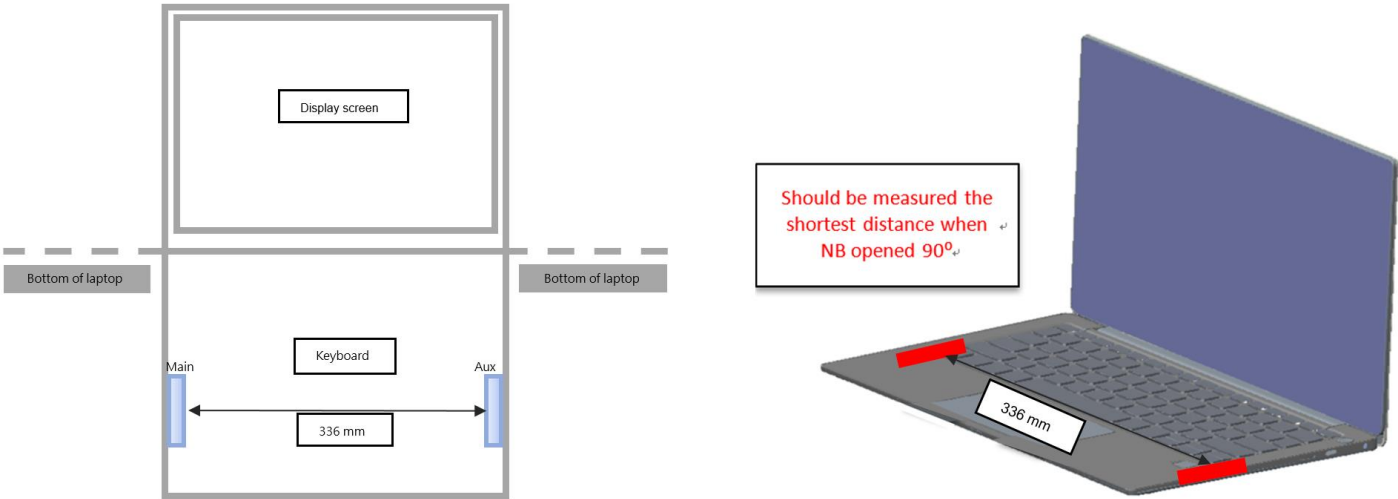 Display screen
Bottom of laptop
Bottom of laptop
Keyboard
Main
Aux
336 mm
Should be measured the
shortest distance when
NB opened 90⁰
336 mm